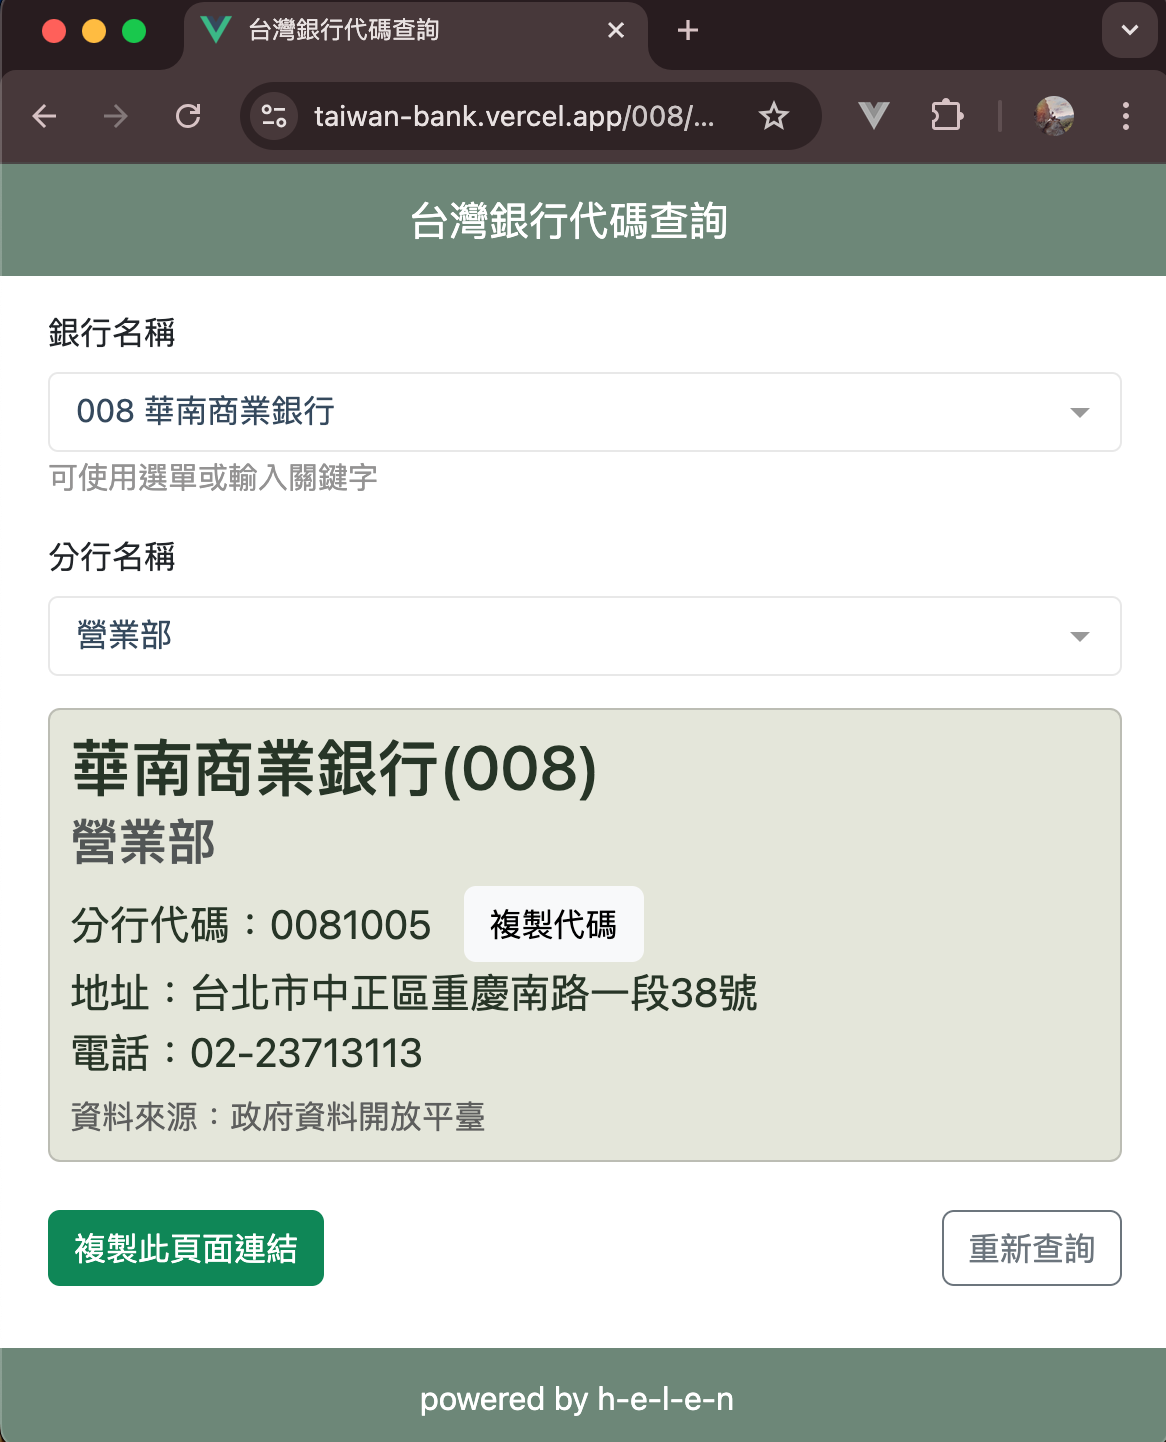 台灣銀行代碼查詢
taiwan-bank.vercel.app/008/...
台灣銀行代碼查詢
銀行名稱
008 華南商業銀行
可使用選單或輸入關鍵字
分行名稱
營業部
華南商業銀行(008)
營業部
分行代碼：0081005 複製代碼
地址：台北市中正區重慶南路一段38號
電話：02-23713113
資料來源：政府資料開放平臺
複製此頁面連結 重新查詢
powered by h-e-l-e-n